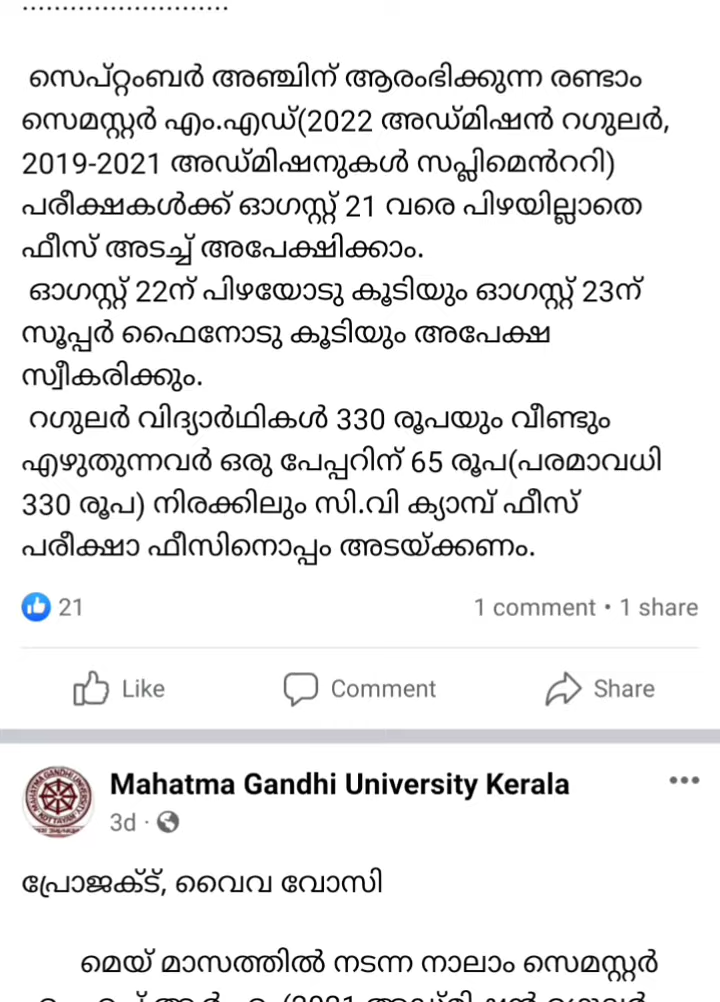 ...........................
സെപ്റ്റംബർ അഞ്ചിന് ആരംഭിക്കുന്ന രണ്ടാം
സെമസ്റ്റർ എം.എഡ്(2022 അഡ്മിഷൻ റഗുലർ,
2019-2021 അഡ്മിഷനുകൾ സപ്ലിമെൻററി)
പരീക്ഷകൾക്ക് ഓഗസ്റ്റ് 21 വരെ പിഴയില്ലാതെ
ഫീസ് അടച്ച് അപേക്ഷിക്കാം.
ഓഗസ്റ്റ് 22ന് പിഴയോടു കൂടിയും ഓഗസ്റ്റ് 23ന്
സൂപ്പർ ഫൈനോടു കൂടിയും അപേക്ഷ
സ്വീകരിക്കും.
റഗുലർ വിദ്യാർഥികൾ 330 രൂപയും വീണ്ടും
എഴുതുന്നവർ ഒരു പേപ്പറിന് 65 രൂപ(പരമാവധി
330 രൂപ) നിരക്കിലും സി.വി ക്യാമ്പ് ഫീസ്
പരീക്ഷാ ഫീസിനൊപ്പം അടയ്ക്കണം.
21 1 comment • 1 share
Like Comment Share
Mahatma Gandhi University Kerala
3d ·
പ്രോജക്ട്, വൈവ വോസി
മെയ് മാസത്തിൽ നടന്ന നാലാം സെമസ്റ്റർ